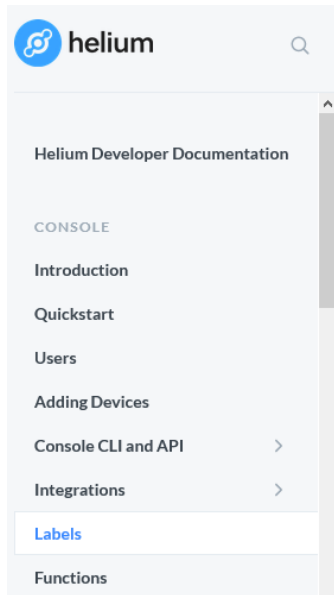 helium
Helium Developer Documentation
CONSOLE
Introduction
Quickstart
Users
Adding Devices
Console CLI and API
Integrations
Labels
Functions